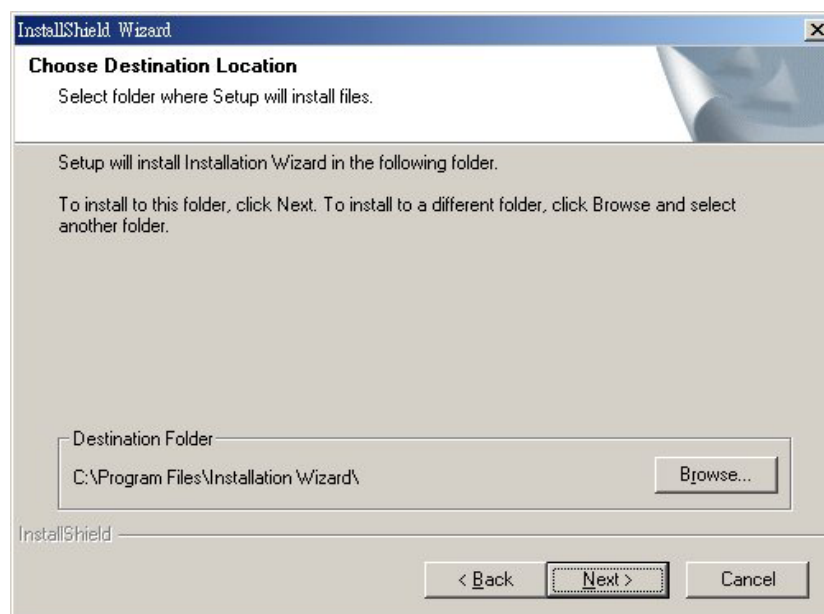 InstallShield Wizard
Choose Destination Location
Select folder where Setup will install files.
Setup will install Installation Wizard in the following folder.
To install to this folder, click Next. To install to a different folder, click Browse and select
another folder.
Destination Folder
C:\Program Files\Installation Wizard\
Browse...
InstallShield
< Back
Next >
Cancel